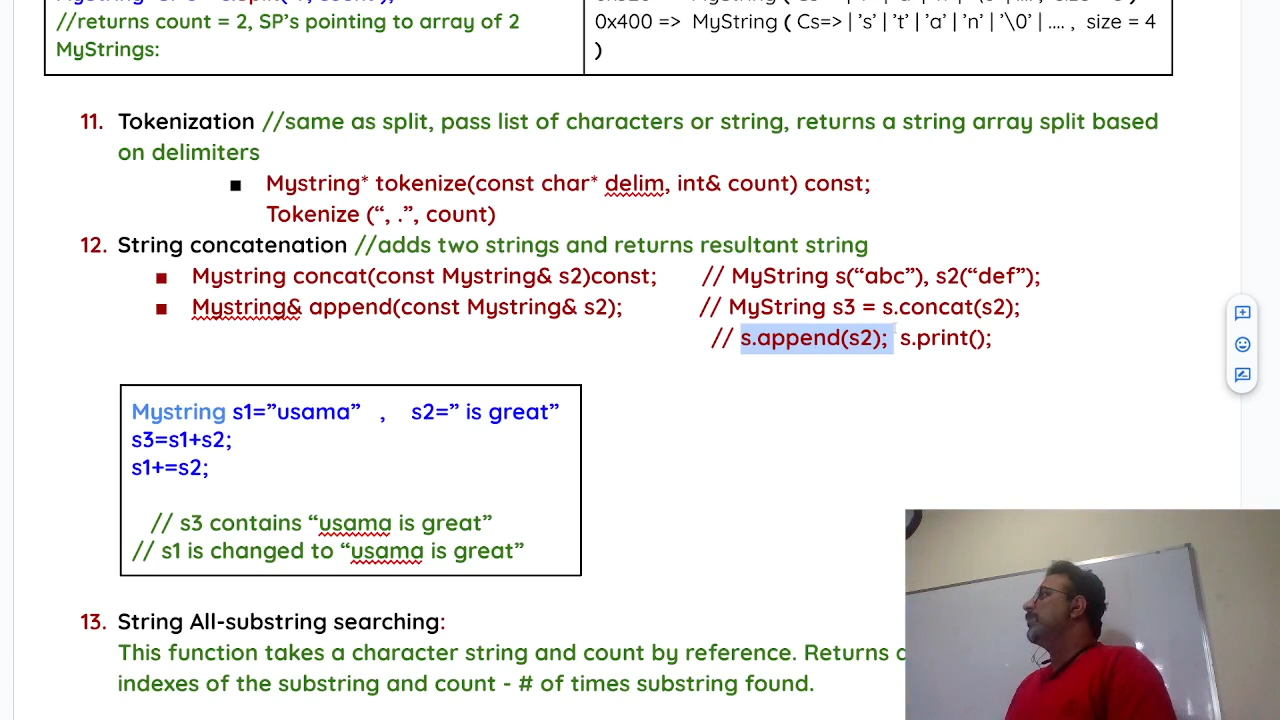 //returns count = 2, SP’s pointing to array of 2
MyStrings:
0x400 => MyString ( Cs=> | ’s’ | ’t’ | ’a’ | ’n’ | ’\0’ | .... , size = 4
)
11. Tokenization //same as split, pass list of characters or string, returns a string array split based
on delimiters
■ Mystring* tokenize(const char* delim, int& count) const;
Tokenize (“, .”, count)
12. String concatenation //adds two strings and returns resultant string
■ Mystring concat(const Mystring& s2)const; // MyString s(“abc”), s2(“def”);
■ Mystring& append(const Mystring& s2); // MyString s3 = s.concat(s2);
// s.append(s2); s.print();
Mystring s1=”usama” , s2=” is great”
s3=s1+s2;
s1+=s2;
// s3 contains “usama is great”
// s1 is changed to “usama is great”
13. String All-substring searching:
This function takes a character string and count by reference. Returns
indexes of the substring and count - # of times substring found.